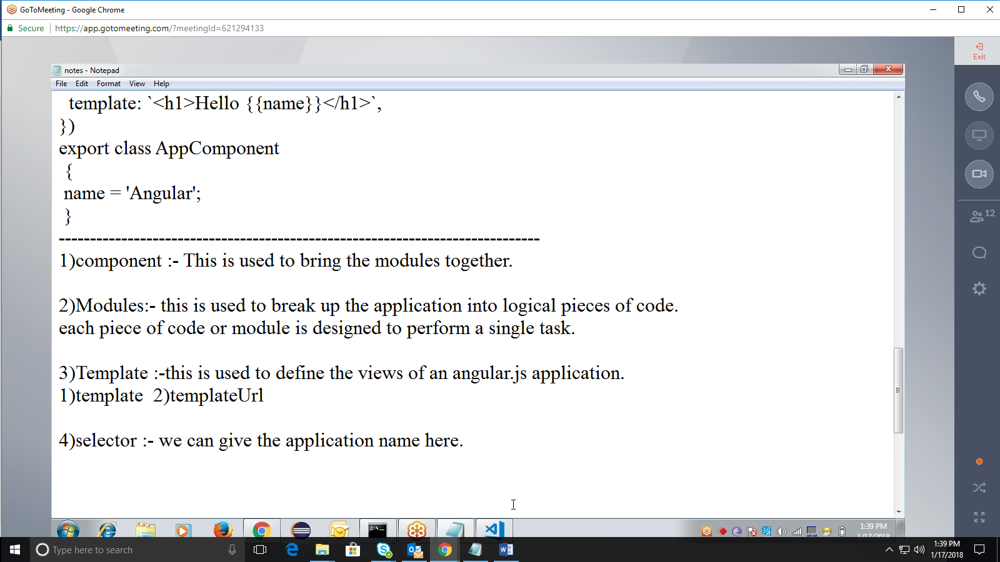 GoToMeeting - Google Chrome
Secure https://app.gotomeeting.com/?meetingId=621294133
Exit
notes - Notepad
File Edit Format View Help
template: `<h1>Hello {{name}}</h1>`,
})
export class AppComponent
{
name = 'Angular';
}
-----------------------------------------------------------------------------
1)component :- This is used to bring the modules together.
2)Modules:- this is used to break up the application into logical pieces of code.
each piece of code or module is designed to perform a single task.
3)Template :-this is used to define the views of an angular.js application.
1)template  2)templateUrl
4)selector :- we can give the application name here.
12
C:\_
1:39 PM
1/17/2018
Type here to search
1:39 PM
1/17/2018